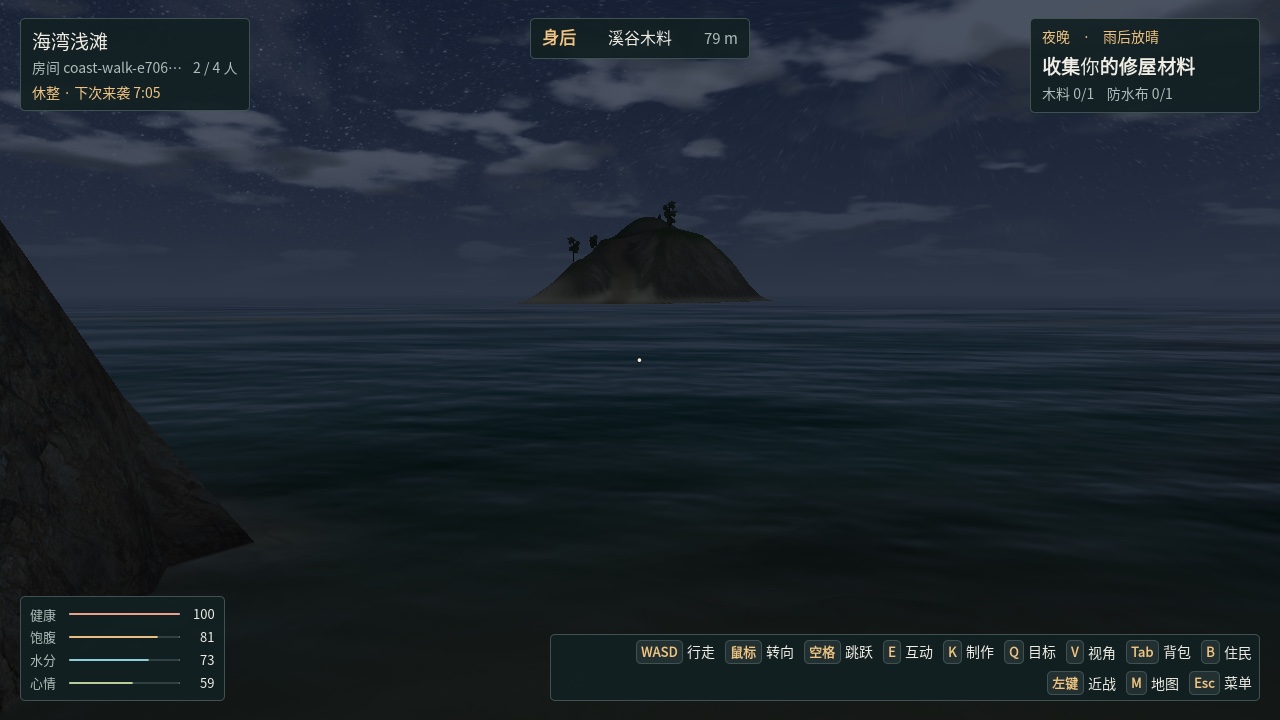 海湾浅滩
房间 coast-walk-e706… 2 / 4 人
休整 · 下次来袭 7:05
身后 溪谷木料 79 m
夜晚 · 雨后放晴
收集你的修屋材料
木料 0/1 防水布 0/1
健康 100
饱腹 81
水分 73
心情 59
WASD 行走 鼠标 转向 空格 跳跃 E 互动 K 制作 Q 目标 V 视角 Tab 背包 B 住民
左键 近战 M 地图 Esc 菜单